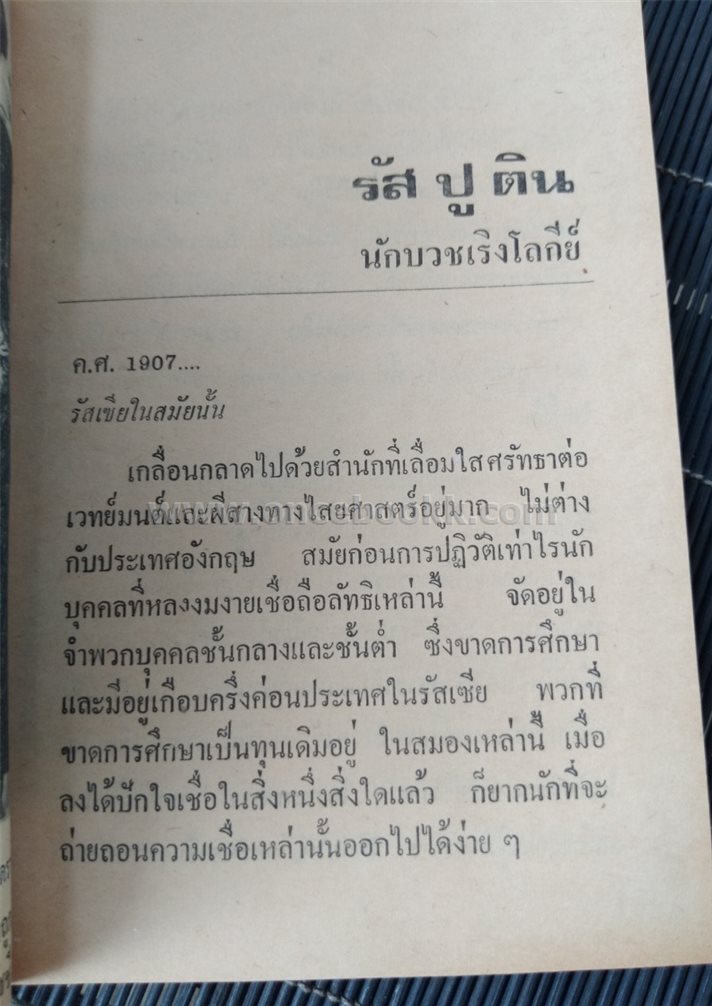 รัส ปู ติน
นักบวชเริงโลกีย์
ค.ศ. 1907....
รัสเซียในสมัยนั้น
เกลื่อนกลาดไปด้วยสำนักที่เลื่อมใสศรัทธาต่อ
เวทย์มนต์และผีสางทางไสยศาสตร์อยู่มาก ไม่ต่าง
กับประเทศอังกฤษ สมัยก่อนการปฏิวัติเท่าไรนัก
บุคคลที่หลงงมงายเชื่อถือลัทธิเหล่านี้ จัดอยู่ใน
จำพวกบุคคลชั้นกลางและชั้นต่ำ ซึ่งขาดการศึกษา
และมีอยู่เกือบครึ่งค่อนประเทศในรัสเซีย พวกที่
ขาดการศึกษาเป็นทุนเดิมอยู่ ในสมองเหล่านี้ เมื่อ
ลงได้ปักใจเชื่อในสิ่งหนึ่งสิ่งใดแล้ว ก็ยากนักที่จะ
ถ่ายถอนความเชื่อเหล่านั้นออกไปได้ง่าย ๆ